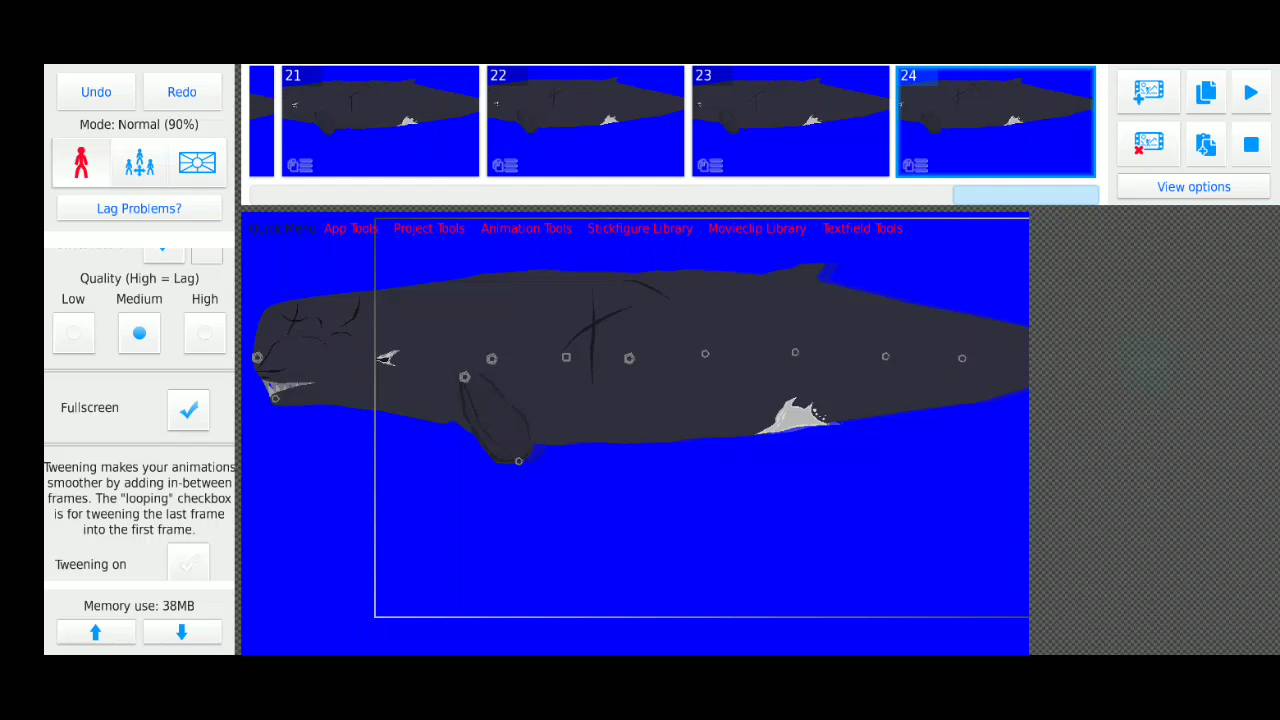 Undo
Redo
Mode: Normal (90%)
Lag Problems?
Quality (High = Lag)
Low
Medium
High
Fullscreen
Tweening makes your animations
smoother by adding in-between
frames. The "looping" checkbox
is for tweening the last frame
into the first frame.
Tweening on
Memory use: 38MB
21
22
23
24
View options
Quick Menu
App Tools
Project Tools
Animation Tools
Stickfigure Library
Movieclip Library
Textfield Tools